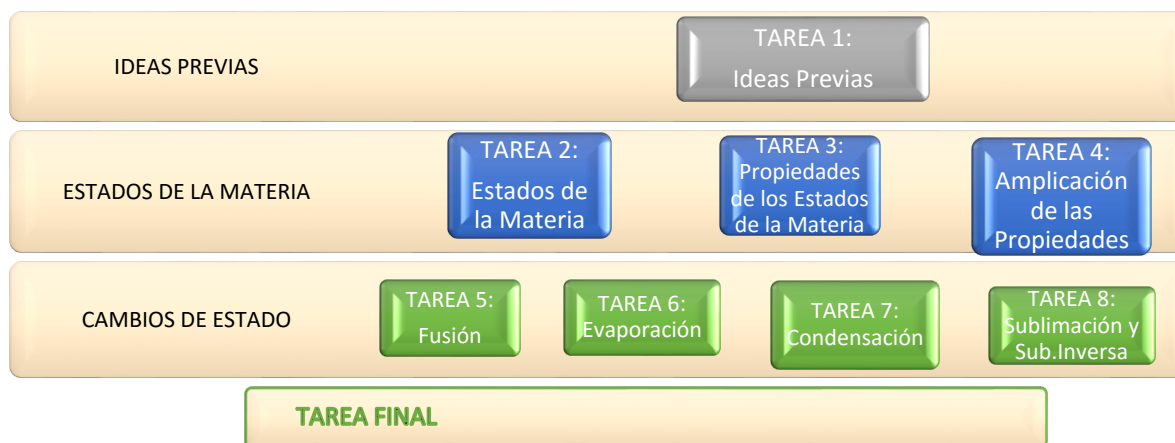 IDEAS PREVIAS
TAREA 1:
Ideas Previas
ESTADOS DE LA MATERIA
TAREA 2:
Estados de
la Materia
TAREA 3:
Propiedades
de los Estados
de la Materia
TAREA 4:
Amplicación
de las
Propiedades
CAMBIOS DE ESTADO
TAREA 5:
Fusión
TAREA 6:
Evaporación
TAREA 7:
Condensación
TAREA 8:
Sublimación y
Sub.Inversa
TAREA FINAL